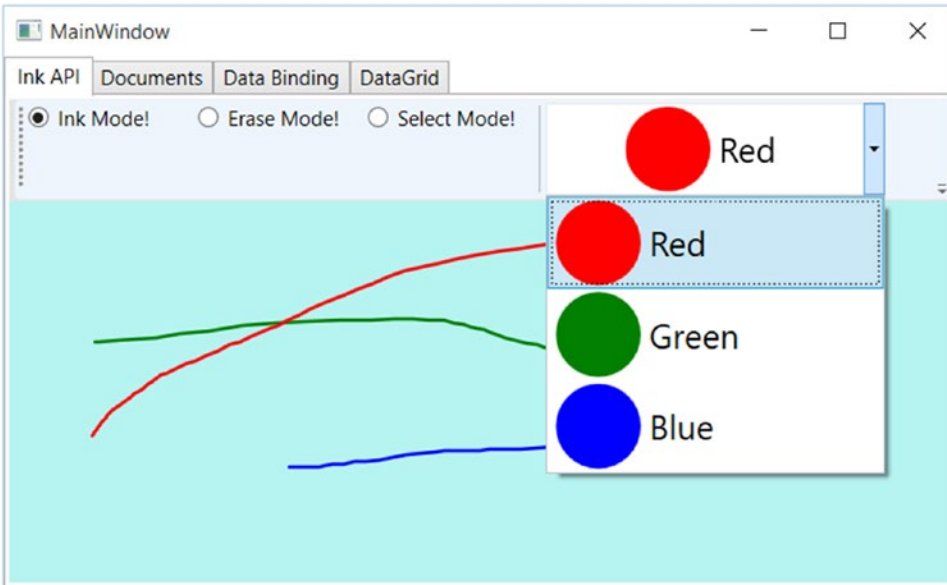 MainWindow
Ink API Documents Data Binding DataGrid
Ink Mode! Erase Mode! Select Mode! Red
Red
Green
Blue